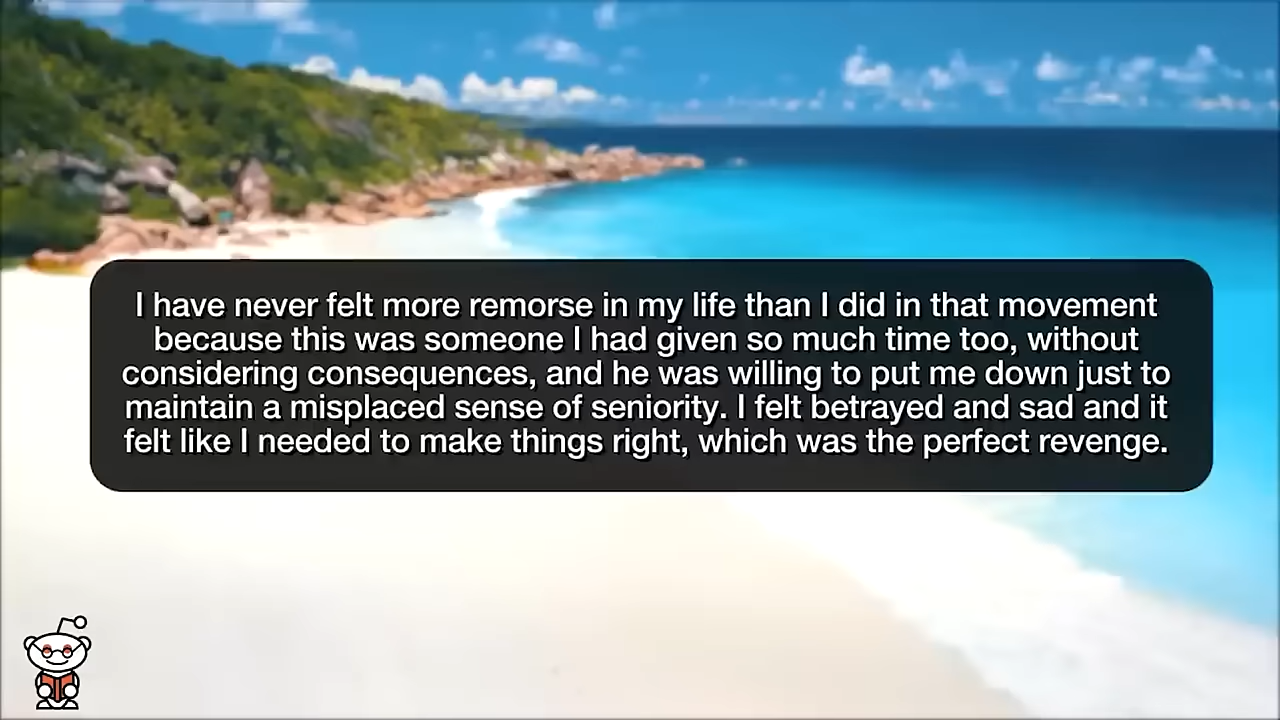 I have never felt more remorse in my life than I did in that movement
because this was someone I had given so much time too, without
considering consequences, and he was willing to put me down just to
maintain a misplaced sense of seniority. I felt betrayed and sad and it
felt like I needed to make things right, which was the perfect revenge.